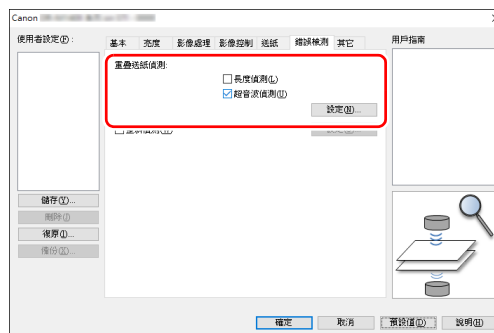 Canon
使用者設定(F):
基本 亮度 影像處理 影像控制 送紙 錯誤檢測 其它
用戶指南
重疊送紙偵測:
長度偵測(L)
超音波偵測(U)
設定(N)...
儲存(V)...
刪除(J)
復原(I)...
備份(X)...
確定
取消
預設值(D)
說明(H)